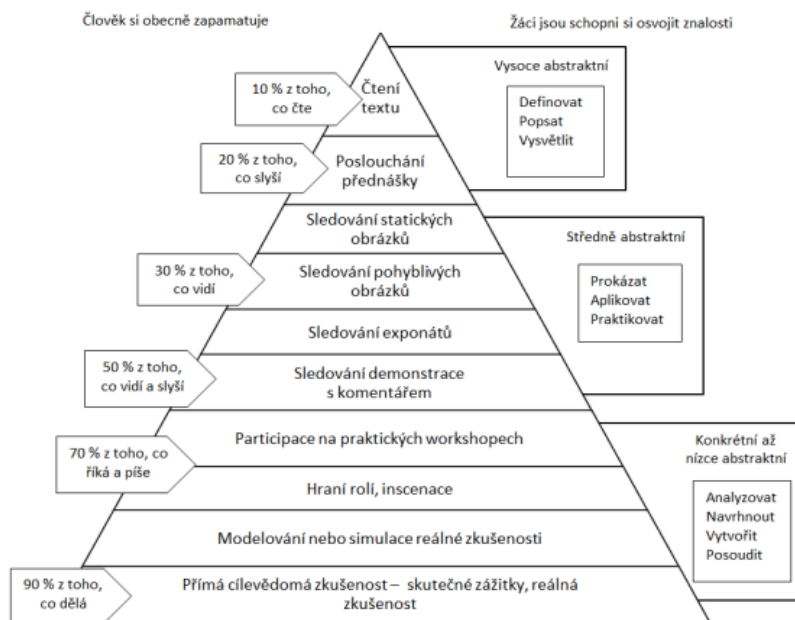 Člověk si obecně zapamatuje
Žáci jsou schopni si osvojit znalosti
10 % z toho,
co čte
Čtení
textu
Vysoce abstraktní
Definovat
Popsat
Vysvětlit
20 % z toho,
co slyší
Poslouchání
přednášky
Sledování statických
obrázků
Středně abstraktní
Prokázat
Aplikovat
Praktikovat
30 % z toho,
co vidí
Sledování pohyblivých
obrázků
Sledování exponátů
50 % z toho,
co vidí a slyší
Sledování demonstrace
s komentářem
Participace na praktických workshopech
Konkrétní až
nízce abstraktní
Analyzovat
Navrhnout
Vytvořit
Posoudit
70 % z toho, co
říká a píše
Hraní rolí, inscenace
Modelování nebo simulace reálné zkušenosti
90 % z toho,
co dělá
Přímá cílevědomá zkušenost – skutečné zážitky, reálná
zkušenost